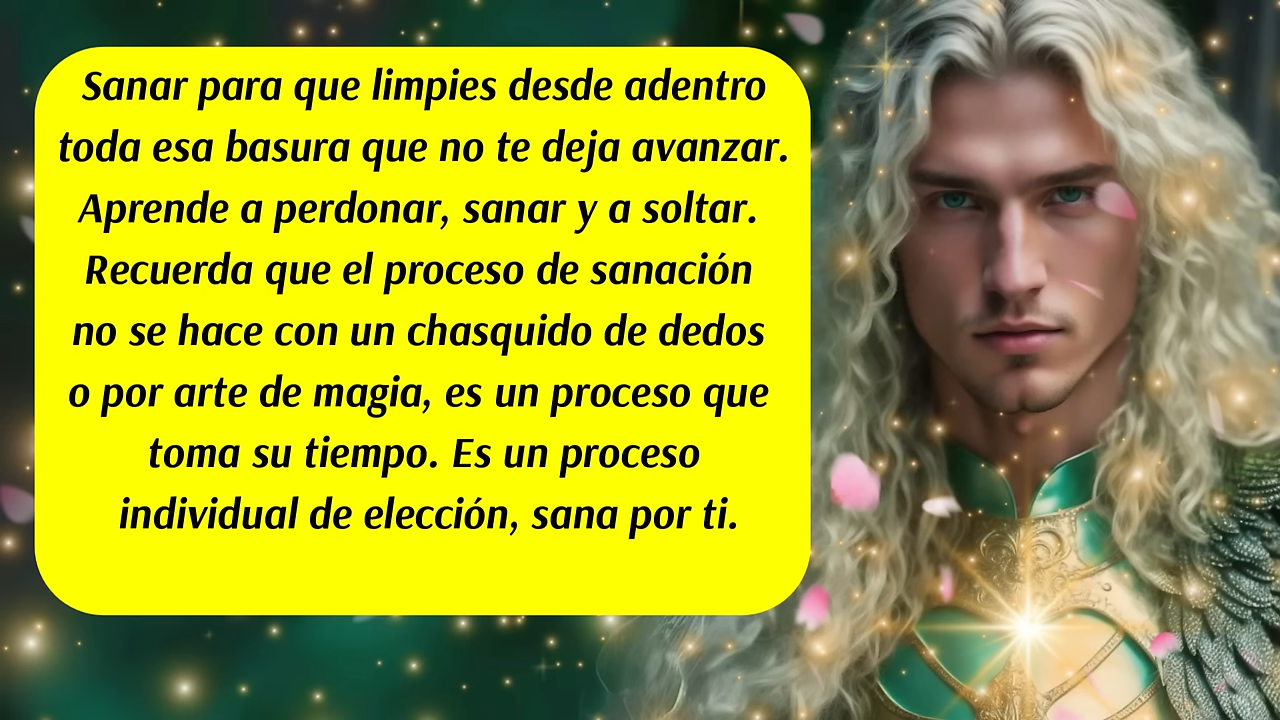 Sanar para que limpies desde adentro
toda esa basura que no te deja avanzar.
Aprende a perdonar, sanar y a soltar.
Recuerda que el proceso de sanación
no se hace con un chasquido de dedos
o por arte de magia, es un proceso que
toma su tiempo. Es un proceso
individual de elección, sana por ti.